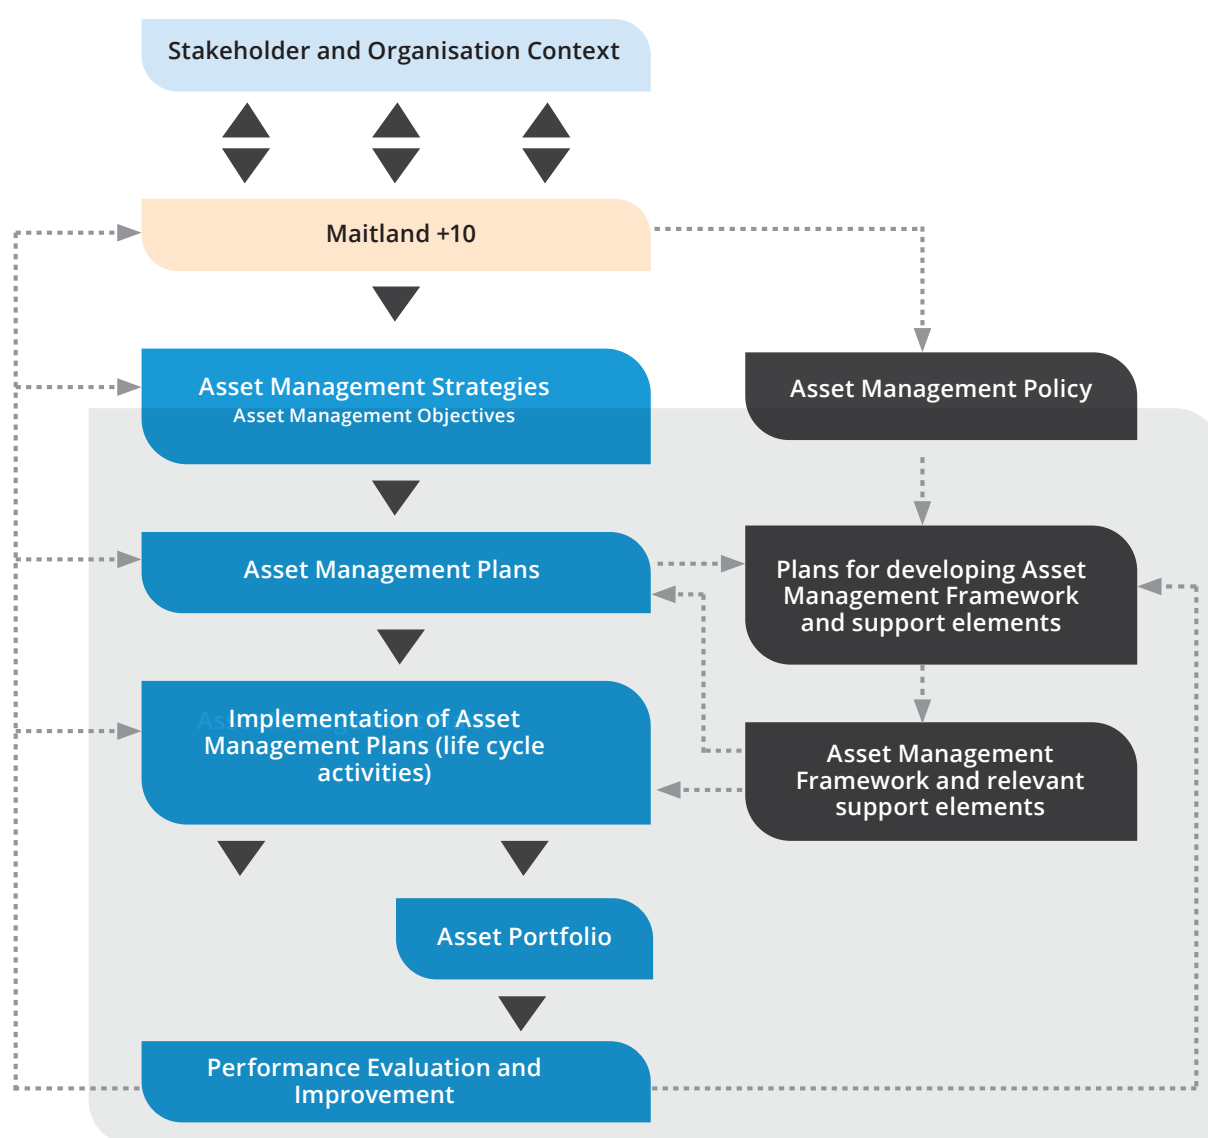 Stakeholder and Organisation Context
Maitland +10
Asset Management Strategies
Asset Management Objectives
Asset Management Policy
Asset Management Plans
Plans for developing Asset
Management Framework
and support elements
Implementation of Asset
Management Plans (life cycle
activities)
Asset Management
Framework and relevant
support elements
Asset Portfolio
Performance Evaluation and
Improvement